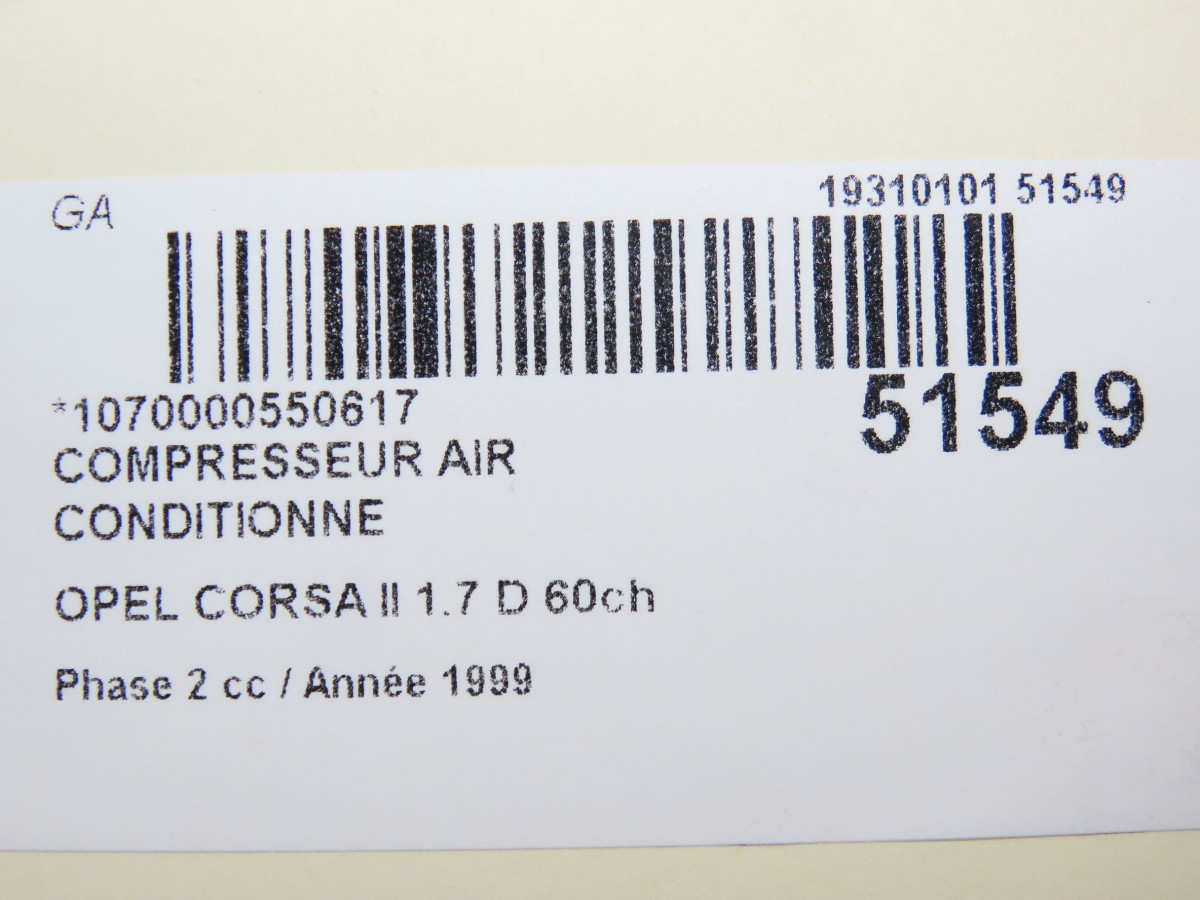 GA
19310101 51549
51549
*1070000550617
COMPRESSEUR AIR
CONDITIONNE
OPEL CORSA II 1.7 D 60ch
Phase 2 cc / Année 1999